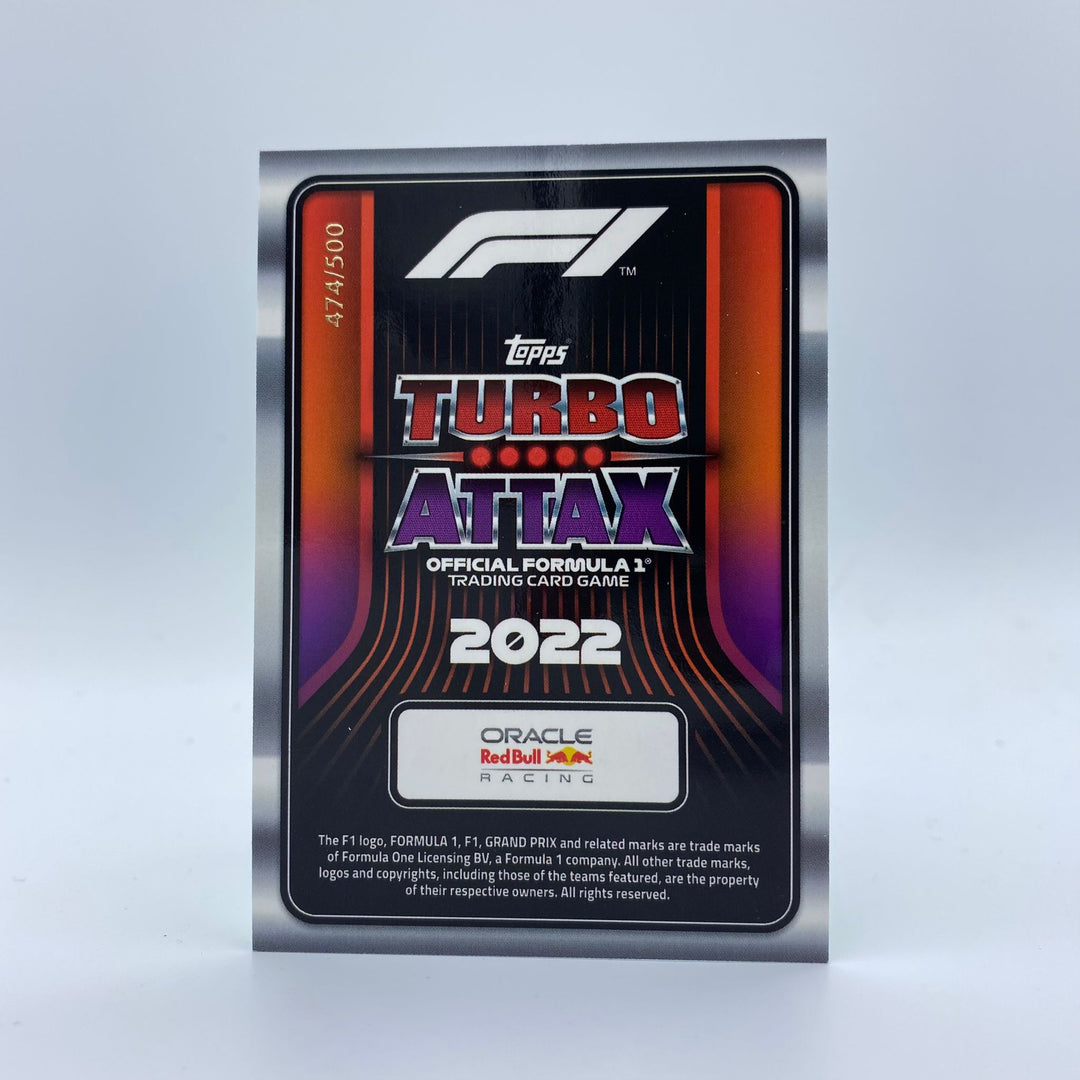 474/500
F1
TM
Topps
TURBO
ATTAX
OFFICIAL FORMULA 1®
TRADING CARD GAME
2022
ORACLE
Red Bull
RACING
The F1 logo, FORMULA 1, F1, GRAND PRIX and related marks are trade marks
of Formula One Licensing BV, a Formula 1 company. All other trade marks,
logos and copyrights, including those of the teams featured, are the property
of their respective owners. All rights reserved.